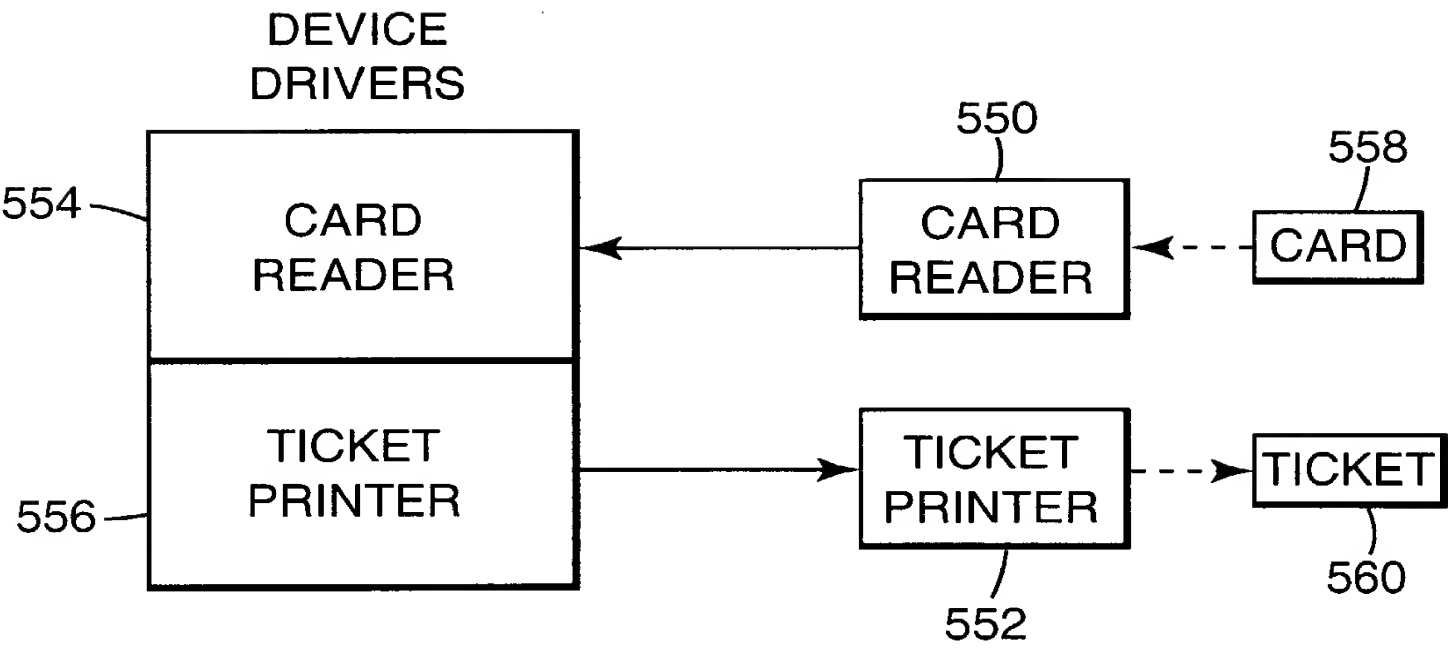 DEVICE
DRIVERS
550
558
554
CARD
READER
CARD
READER
CARD
TICKET
PRINTER
TICKET
PRINTER
TICKET
556
560
552